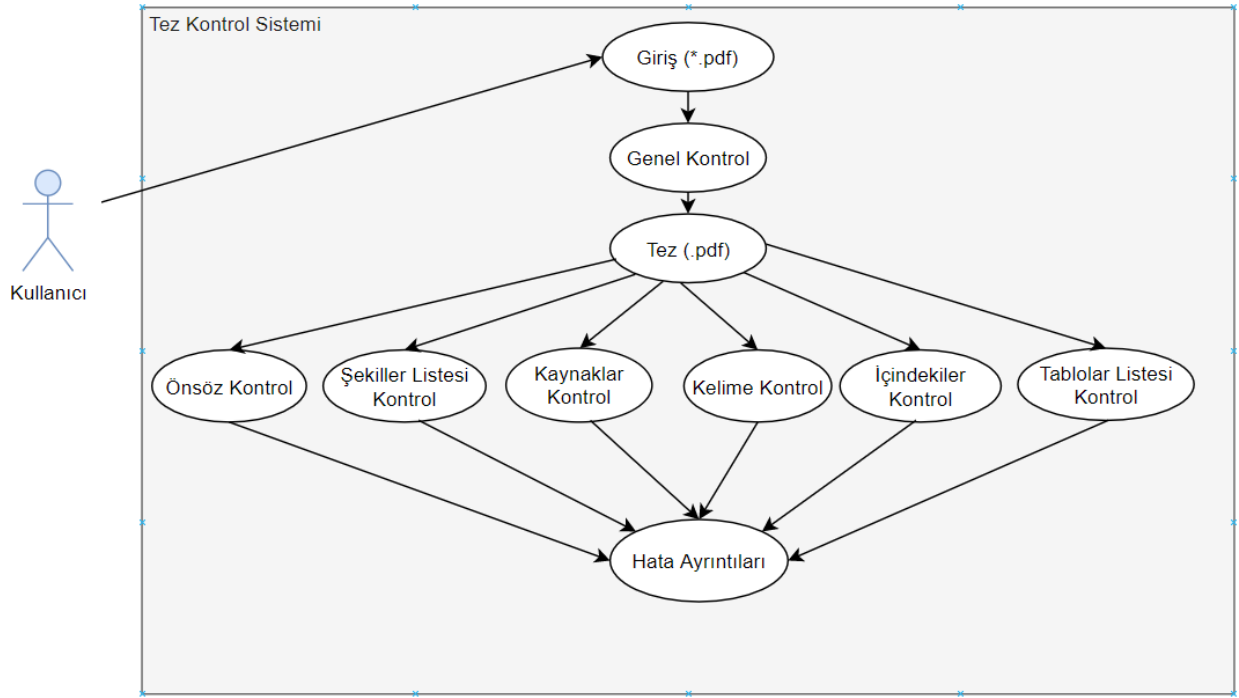 Tez Kontrol Sistemi
Giriş (*.pdf)
Genel Kontrol
Tez (.pdf)
Kullanıcı
Önsöz Kontrol
Şekiller Listesi
Kontrol
Kaynaklar
Kontrol
Kelime Kontrol
İçindekiler
Kontrol
Tablolar Listesi
Kontrol
Hata Ayrıntıları